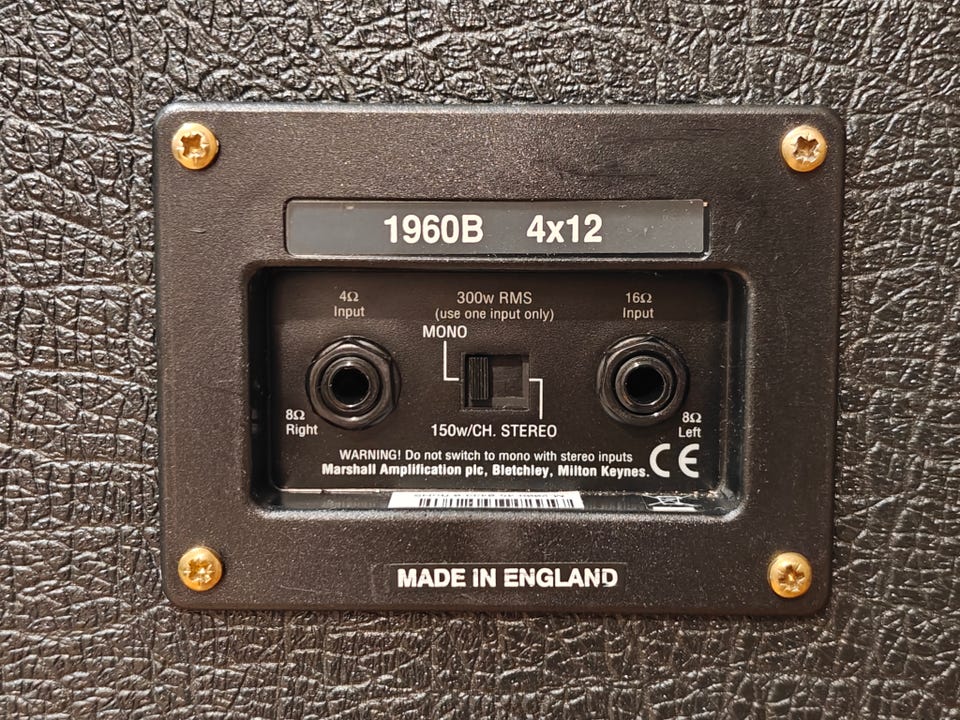 1960B 4x12
4Ω
Input
300w RMS
(use one input only)
16Ω
Input
MONO
8Ω
Right
150w/CH. STEREO
8Ω
Left
WARNING! Do not switch to mono with stereo inputs
Marshall Amplification plc, Bletchley, Milton Keynes.
CE
MADE IN ENGLAND